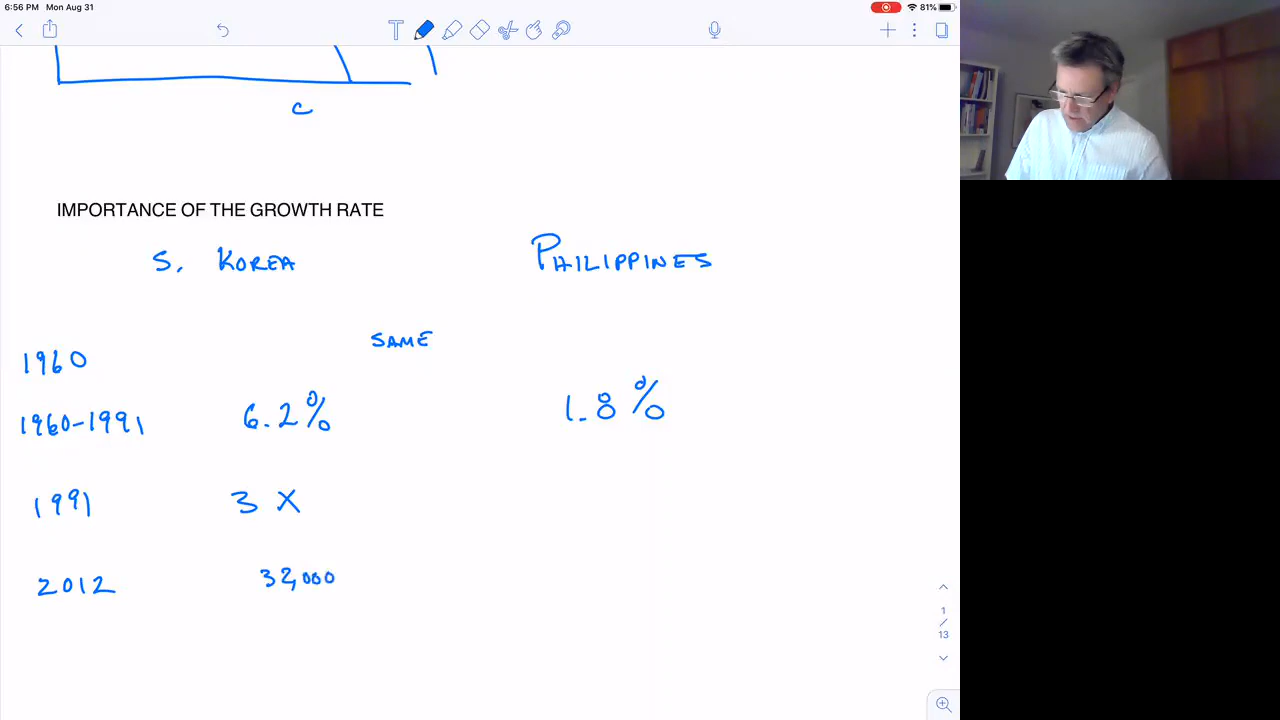 6:56 PM Mon Aug 31
81%
T
C
IMPORTANCE OF THE GROWTH RATE
S. KOREA PHILIPPINES
SAME
1960
1960-1991 6.2% 1.8%
1991 3 X
2012 32,000
1
/
13